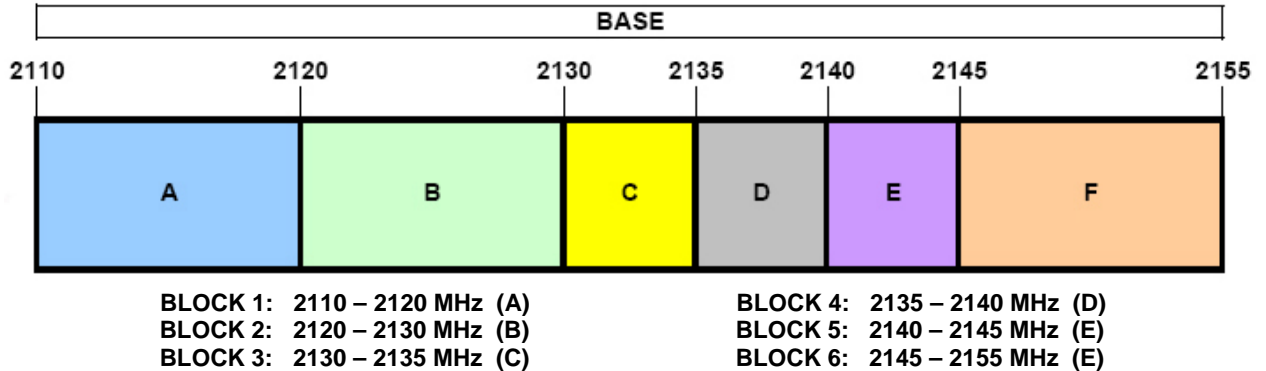 BASE
2110 2120 2130 2135 2140 2145 2155
A B C D E F
BLOCK 1: 2110 – 2120 MHz (A)
BLOCK 2: 2120 – 2130 MHz (B)
BLOCK 3: 2130 – 2135 MHz (C)
BLOCK 4: 2135 – 2140 MHz (D)
BLOCK 5: 2140 – 2145 MHz (E)
BLOCK 6: 2145 – 2155 MHz (E)